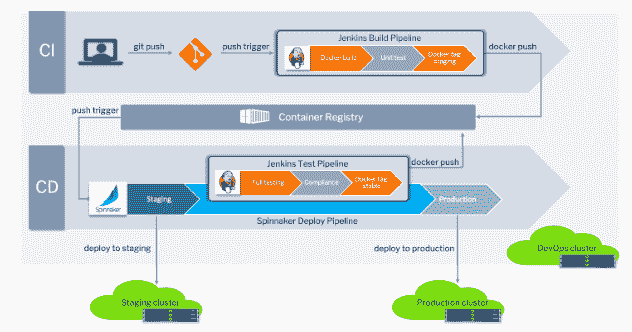 CI
git push
push trigger
Jenkins Build Pipeline
Docker build
Unit test
Docker tag
staging
docker push
push trigger
Container Registry
CD
Jenkins Test Pipeline
docker push
Full testing
Compliance
Docker tag
stable
Spinnaker
Staging
Production
Spinnaker Deploy Pipeline
deploy to staging
deploy to production
DevOps cluster
Staging cluster
Production cluster